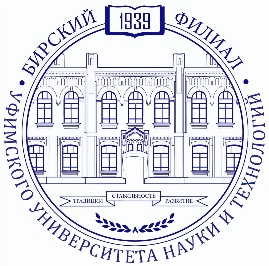 1939
• БИРСКИЙ ФИЛИАЛ •
УФИМСКОГО УНИВЕРСИТЕТА НАУКИ И ТЕХНОЛОГИЙ
ТРАДИЦИИ СТАБИЛЬНОСТЬ РАЗВИТИЕ